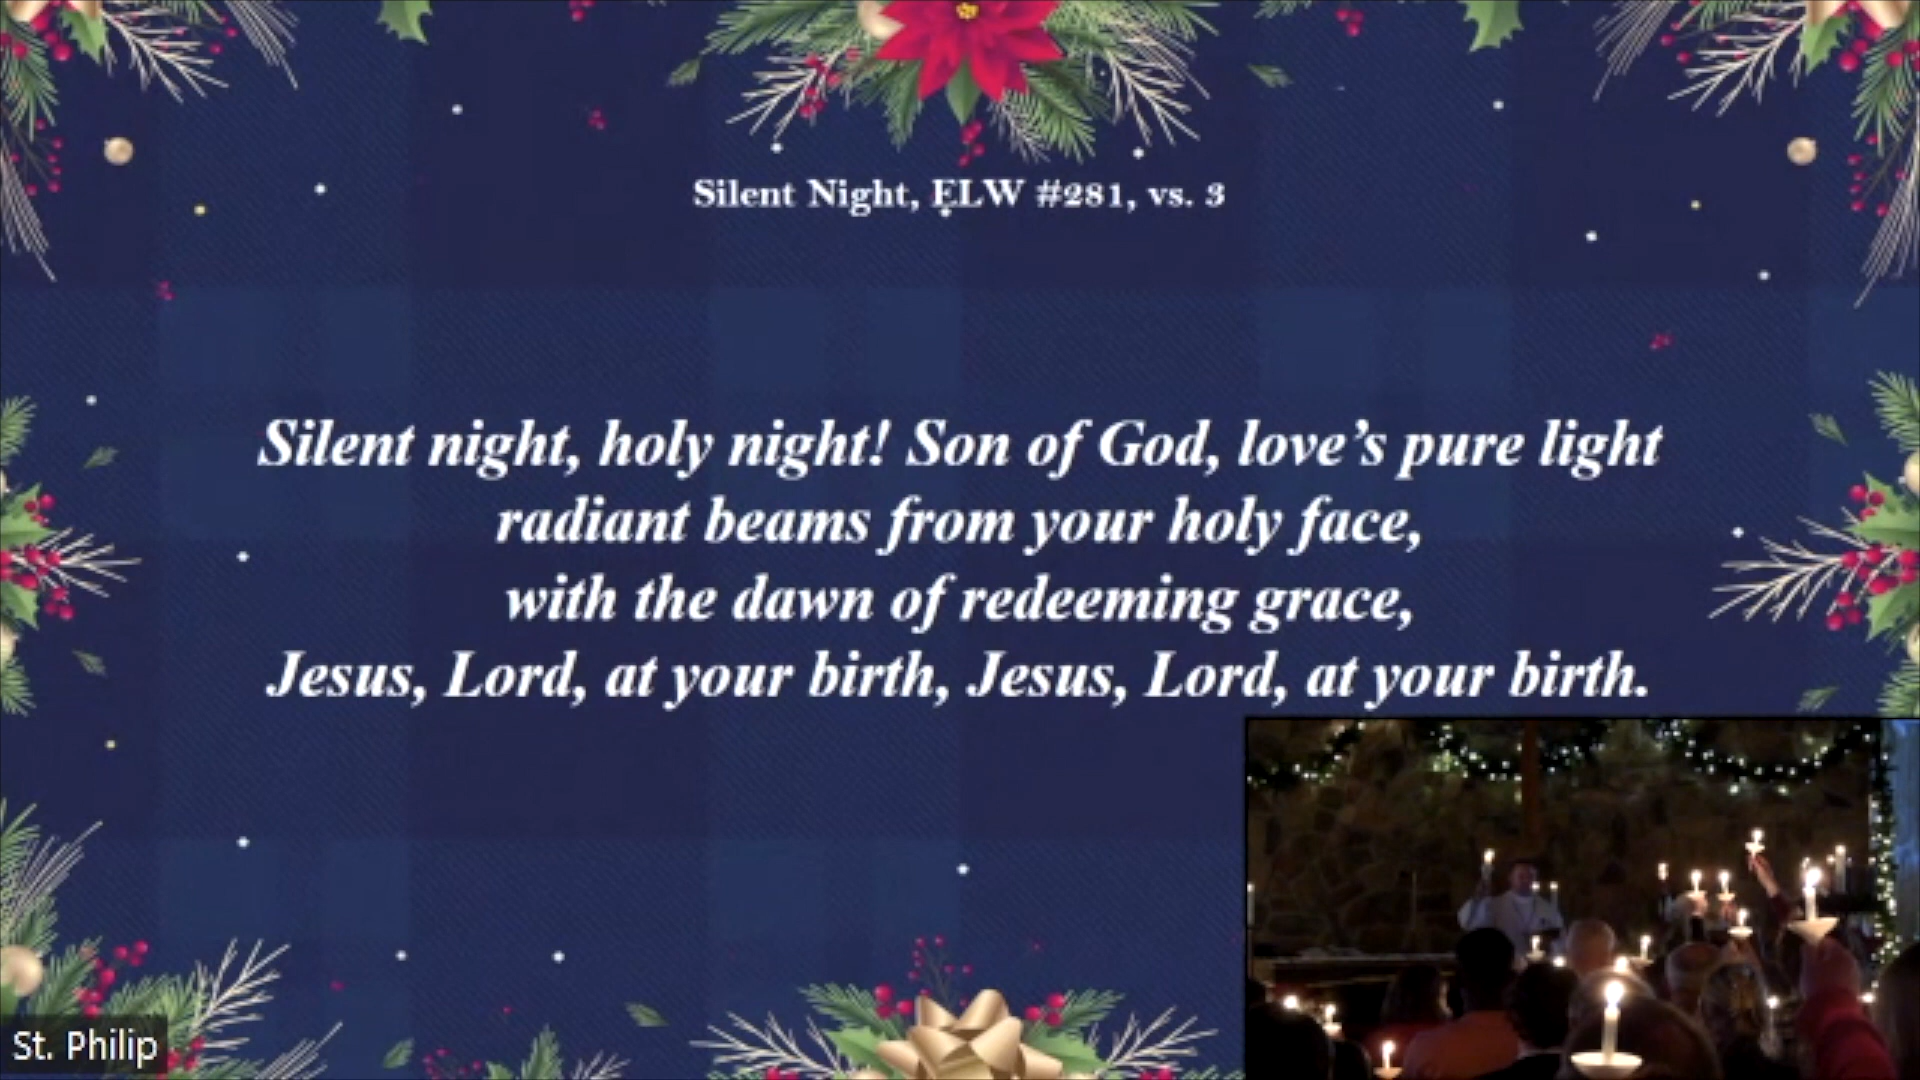 Silent Night, ELW #281, vs. 3
Silent night, holy night! Son of God, love’s pure light
radiant beams from your holy face,
with the dawn of redeeming grace,
Jesus, Lord, at your birth, Jesus, Lord, at your birth.
St. Philip